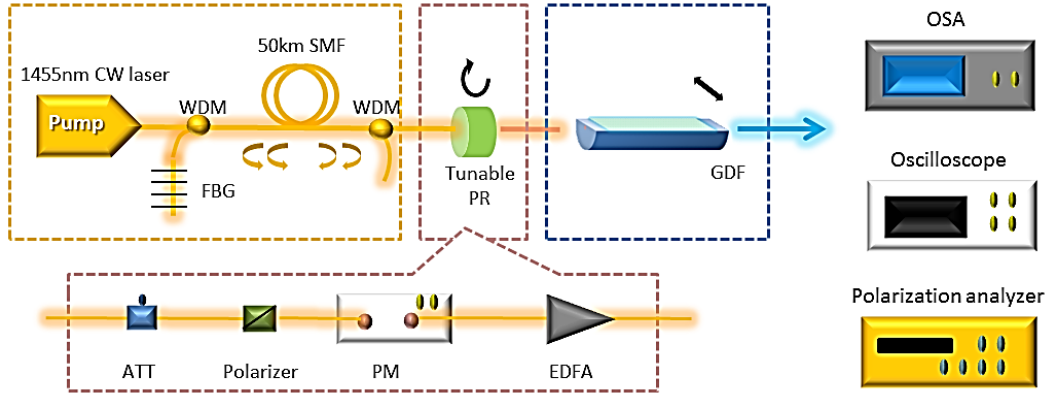 50km SMF
1455nm CW laser
WDM
WDM
Pump
FBG
Tunable
PR
GDF
ATT
Polarizer
PM
EDFA
OSA
Oscilloscope
Polarization analyzer